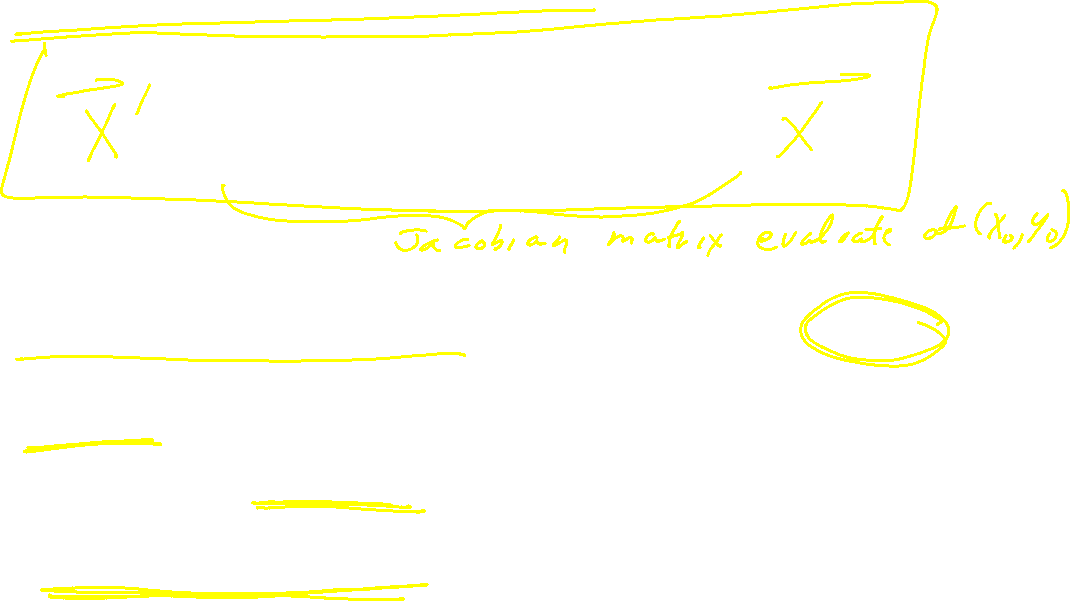 X⃗' X⃗
Jacobian matrix evaluate at (x₀, y₀)